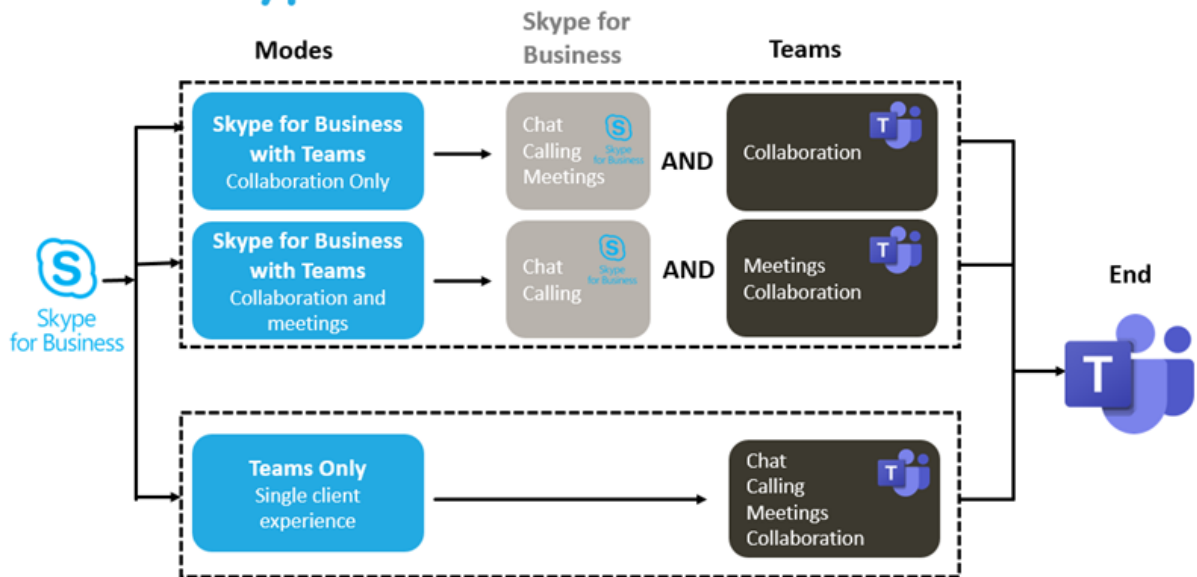 Modes
Skype for
Business
Teams
Skype for Business
with Teams
Collaboration Only
Chat
Calling
Meetings
S
Skype
for Business
AND
Collaboration
T
Skype for Business
with Teams
Collaboration and
meetings
Chat
Calling
S
Skype
for Business
AND
Meetings
Collaboration
T
S
Skype
for Business
End
T
Teams Only
Single client
experience
Chat
Calling
Meetings
Collaboration
T